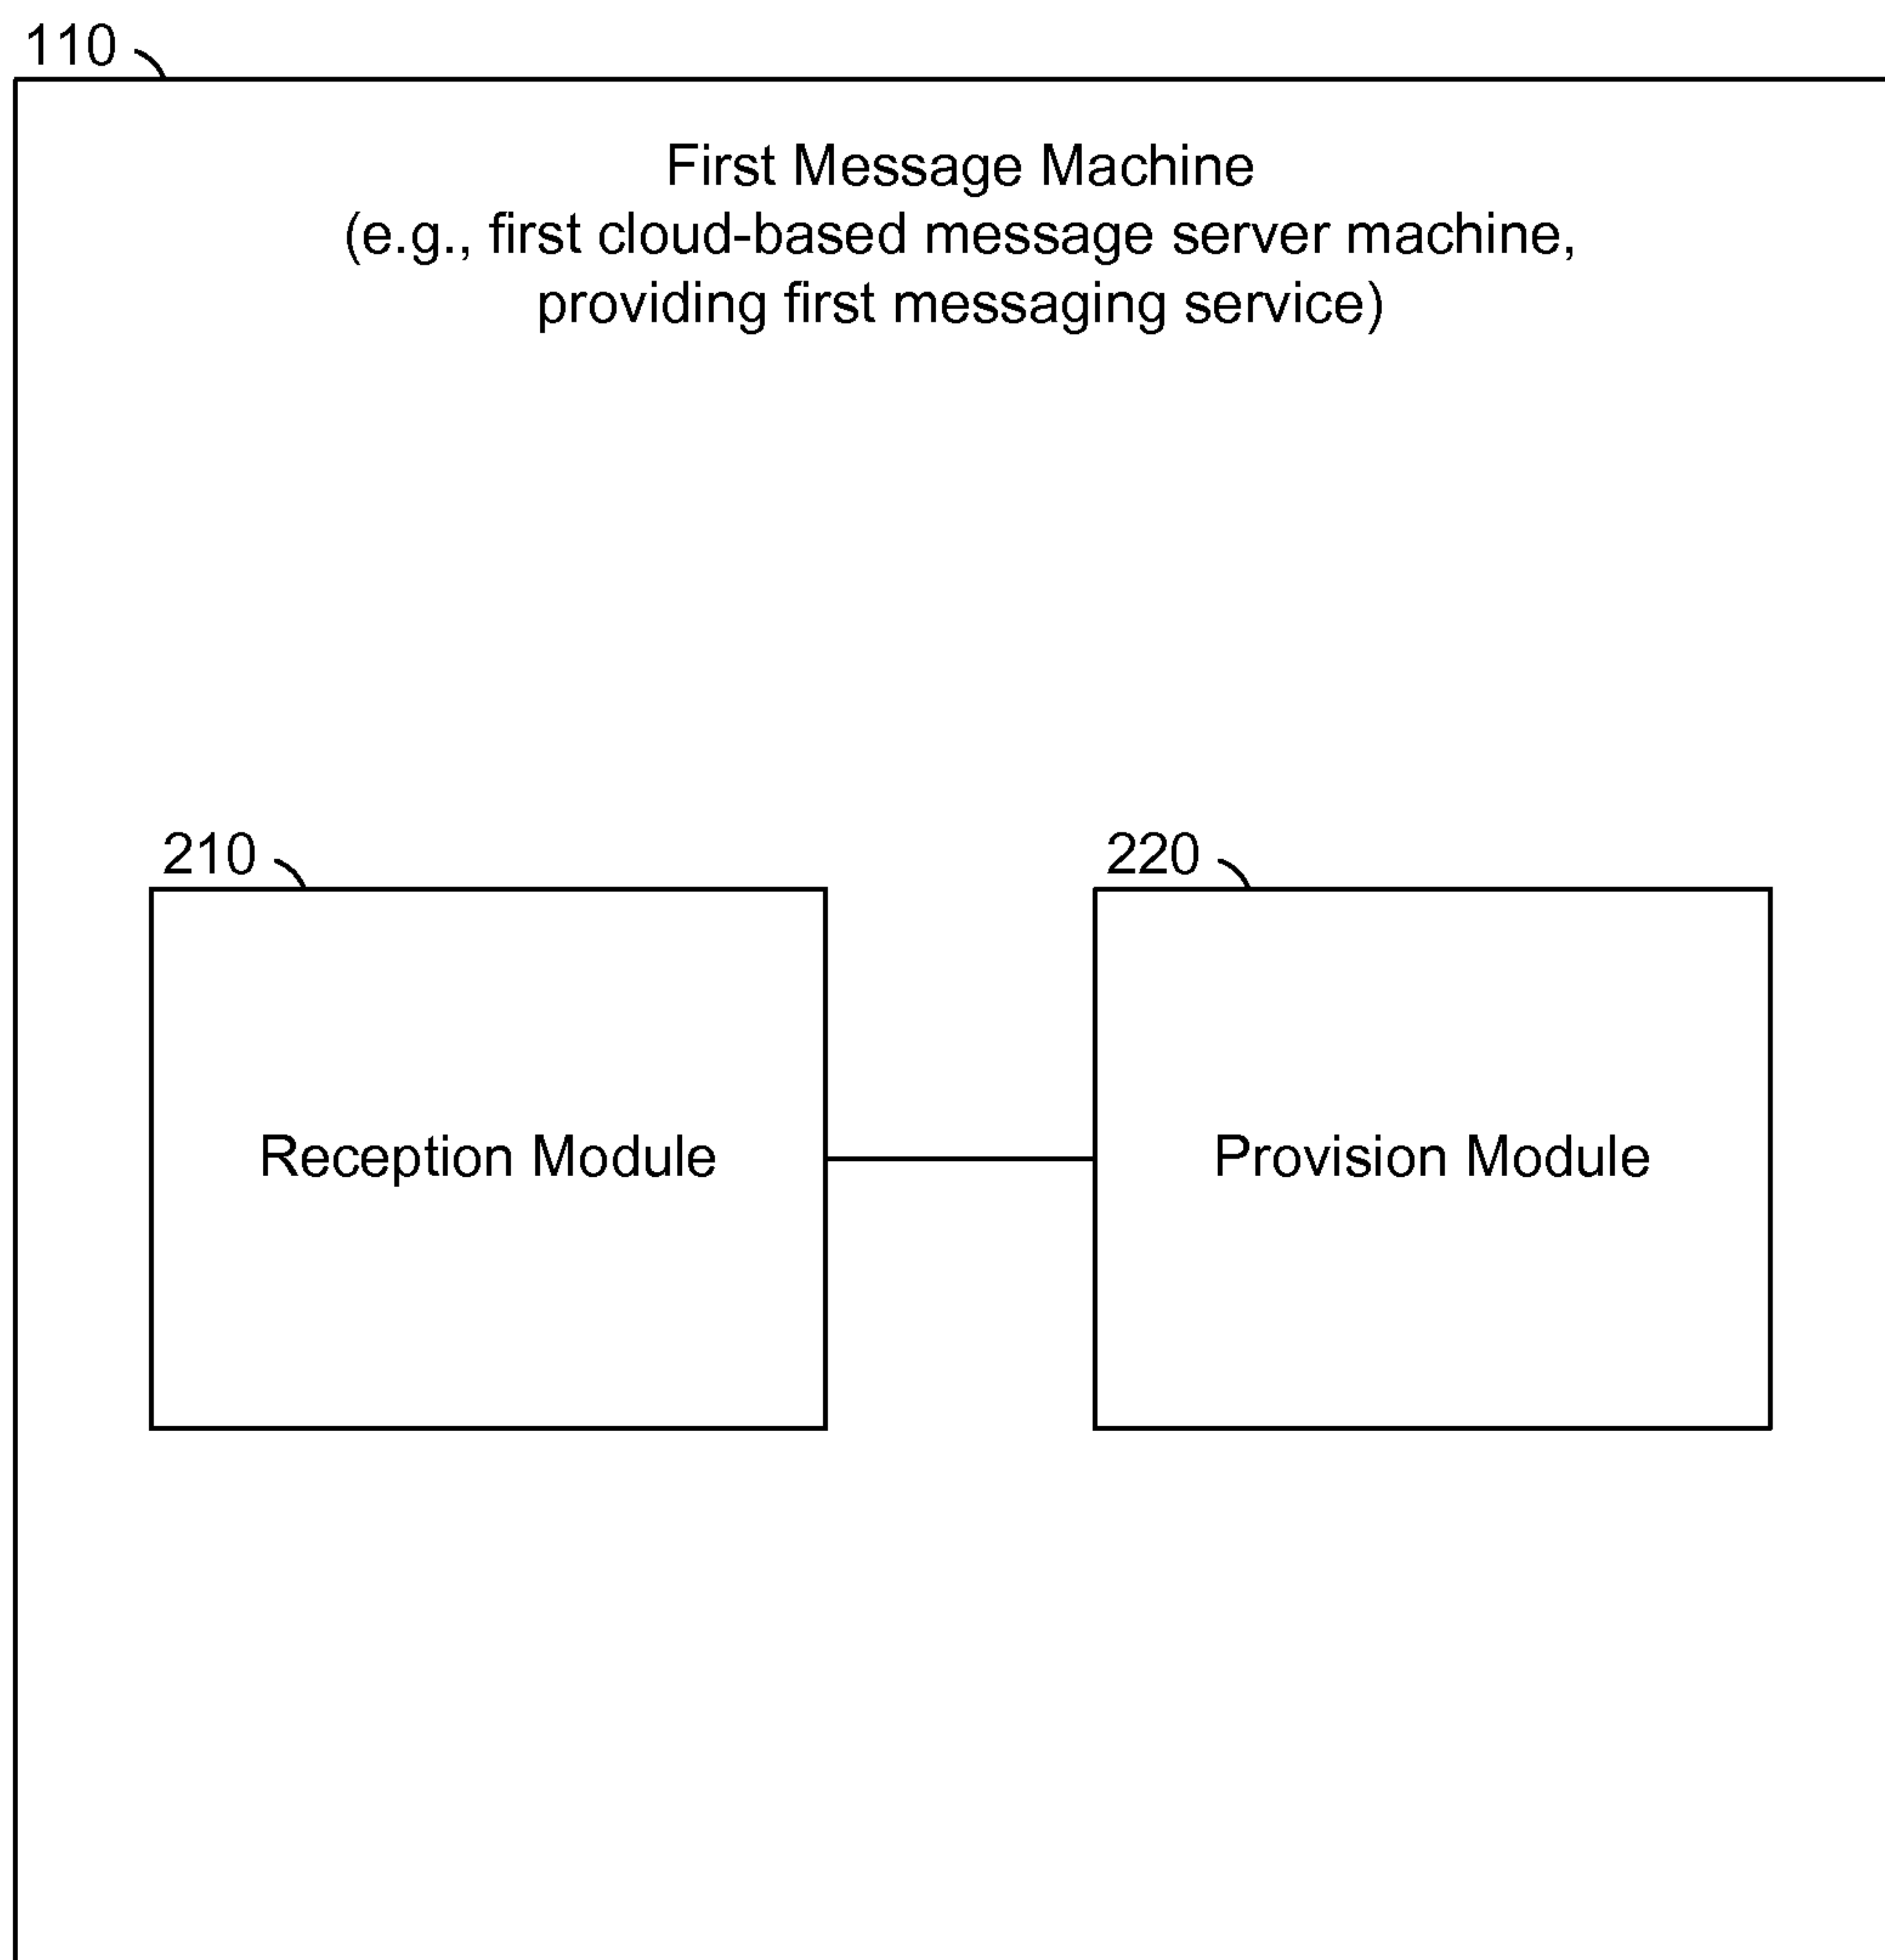 110
First Message Machine
(e.g., first cloud-based message server machine,
providing first messaging service)
210
220
Reception Module
Provision Module